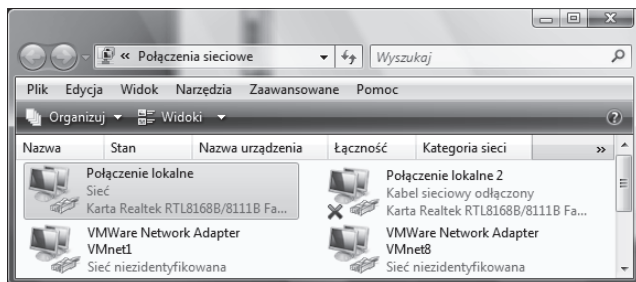 « Połączenia sieciowe
Wyszukaj
Plik Edycja Widok Narzędzia Zaawansowane Pomoc
Organizuj Widoki
Nazwa Stan Nazwa urządzenia Łączność Kategoria sieci »
Połączenie lokalne
Sieć
Karta Realtek RTL8168B/8111B Fa...
Połączenie lokalne 2
Kabel sieciowy odłączony
Karta Realtek RTL8168B/8111B Fa...
VMWare Network Adapter
VMnet1
Sieć niezidentyfikowana
VMWare Network Adapter
VMnet8
Sieć niezidentyfikowana